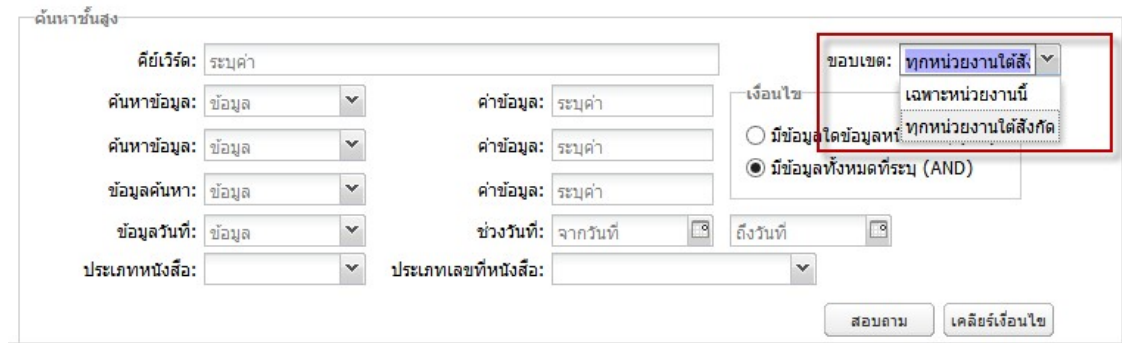 ค้นหาชั้นสูง
คีย์เวิร์ด: ระบุค่า ขอบเขต: ทุกหน่วยงานใต้สัง
เฉพาะหน่วยงานนี้
ทุกหน่วยงานใต้สังกัด
ค้นหาข้อมูล: ข้อมูล ค่าข้อมูล: ระบุค่า เงื่อนไข
ค้นหาข้อมูล: ข้อมูล ค่าข้อมูล: ระบุค่า มีข้อมูลใดข้อมูลหนึ่
ข้อมูลค้นหา: ข้อมูล ค่าข้อมูล: ระบุค่า มีข้อมูลทั้งหมดที่ระบุ (AND)
ข้อมูลวันที่: ข้อมูล ช่วงวันที่: จากวันที่ ถึงวันที่
ประเภทหนังสือ: ประเภทเลขที่หนังสือ:
สอบถาม เคลียร์เงื่อนไข